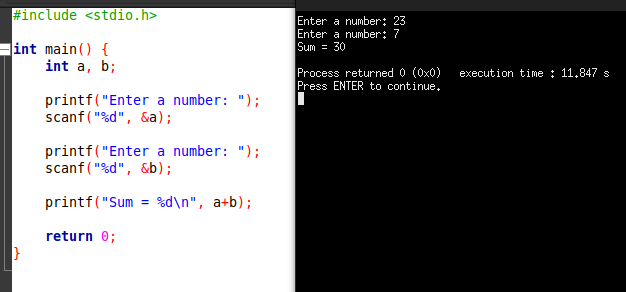 #include <stdio.h>
int main() {
    int a, b;
    printf("Enter a number: ");
    scanf("%d", &a);
    printf("Enter a number: ");
    scanf("%d", &b);
    printf("Sum = %d\n", a+b);
    return 0;
}
Enter a number: 23
Enter a number: 7
Sum = 30
Process returned 0 (0x0)   execution time : 11.847 s
Press ENTER to continue.